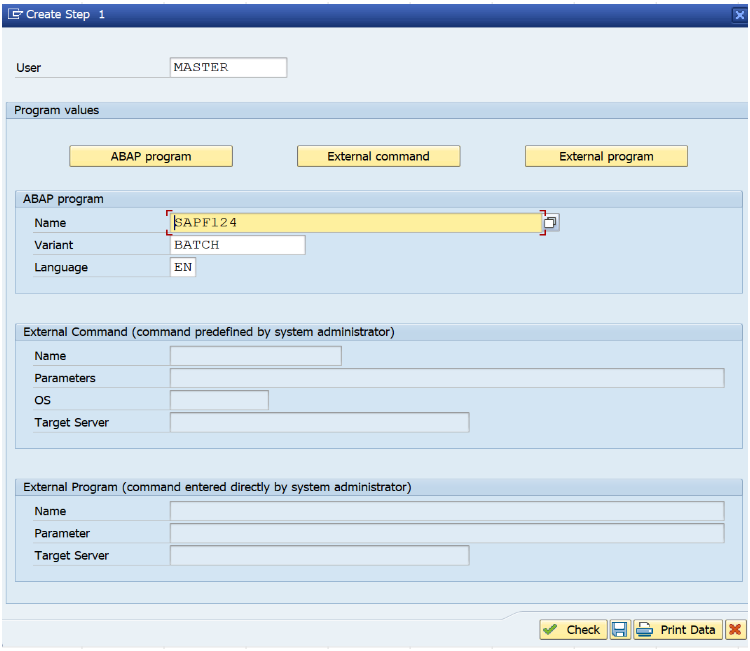 Create Step 1
User MASTER
Program values
ABAP program External command External program
ABAP program
Name SAPF124
Variant BATCH
Language EN
External Command (command predefined by system administrator)
Name
Parameters
OS
Target Server
External Program (command entered directly by system administrator)
Name
Parameter
Target Server
Check Print Data